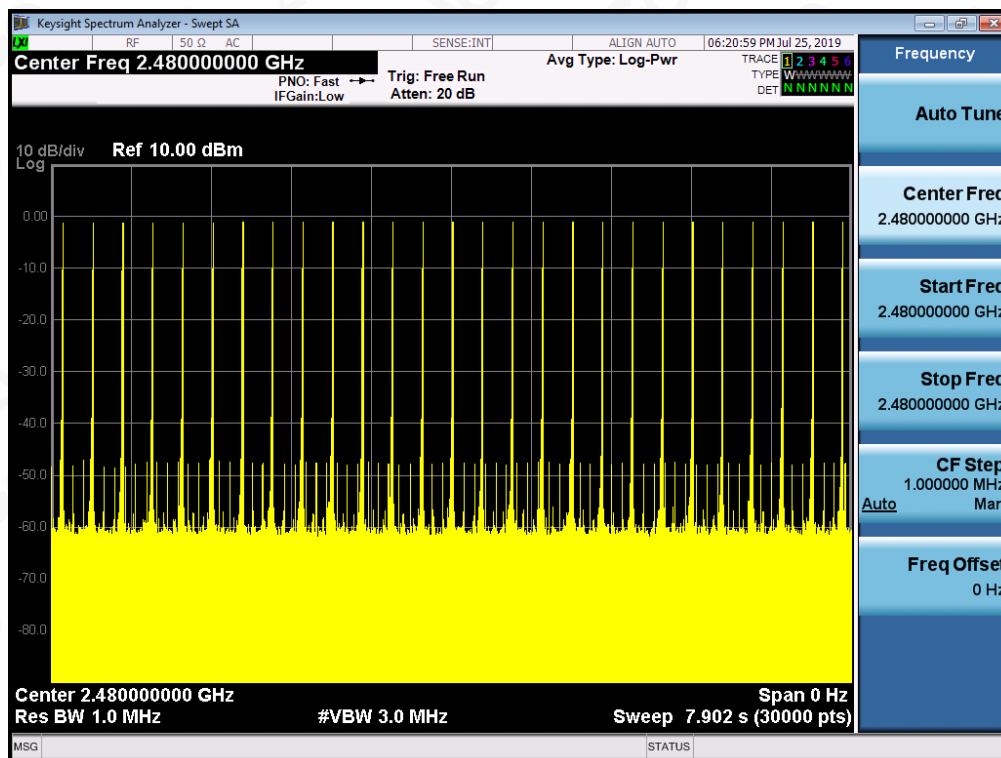 Keysight Spectrum Analyzer - Swept SA
LXI RF 50 Ω AC SENSE:INT ALIGN AUTO 06:20:59 PM Jul 25, 2019
Center Freq 2.480000000 GHz
Avg Type: Log-Pwr
TRACE 1 2 3 4 5 6
PNO: Fast Trig: Free Run
TYPE WWWWWW
IFGain:Low Atten: 20 dB
DET N N N N N N
10 dB/div Ref 10.00 dBm
Log
0.00
-10.0
-20.0
-30.0
-40.0
-50.0
-60.0
-70.0
-80.0
Center 2.480000000 GHz Span 0 Hz
Res BW 1.0 MHz #VBW 3.0 MHz Sweep 7.902 s (30000 pts)
MSG STATUS
Frequency
Auto Tune
Center Freq
2.480000000 GHz
Start Freq
2.480000000 GHz
Stop Freq
2.480000000 GHz
CF Step
1.000000 MHz
Auto Man
Freq Offset
0 Hz